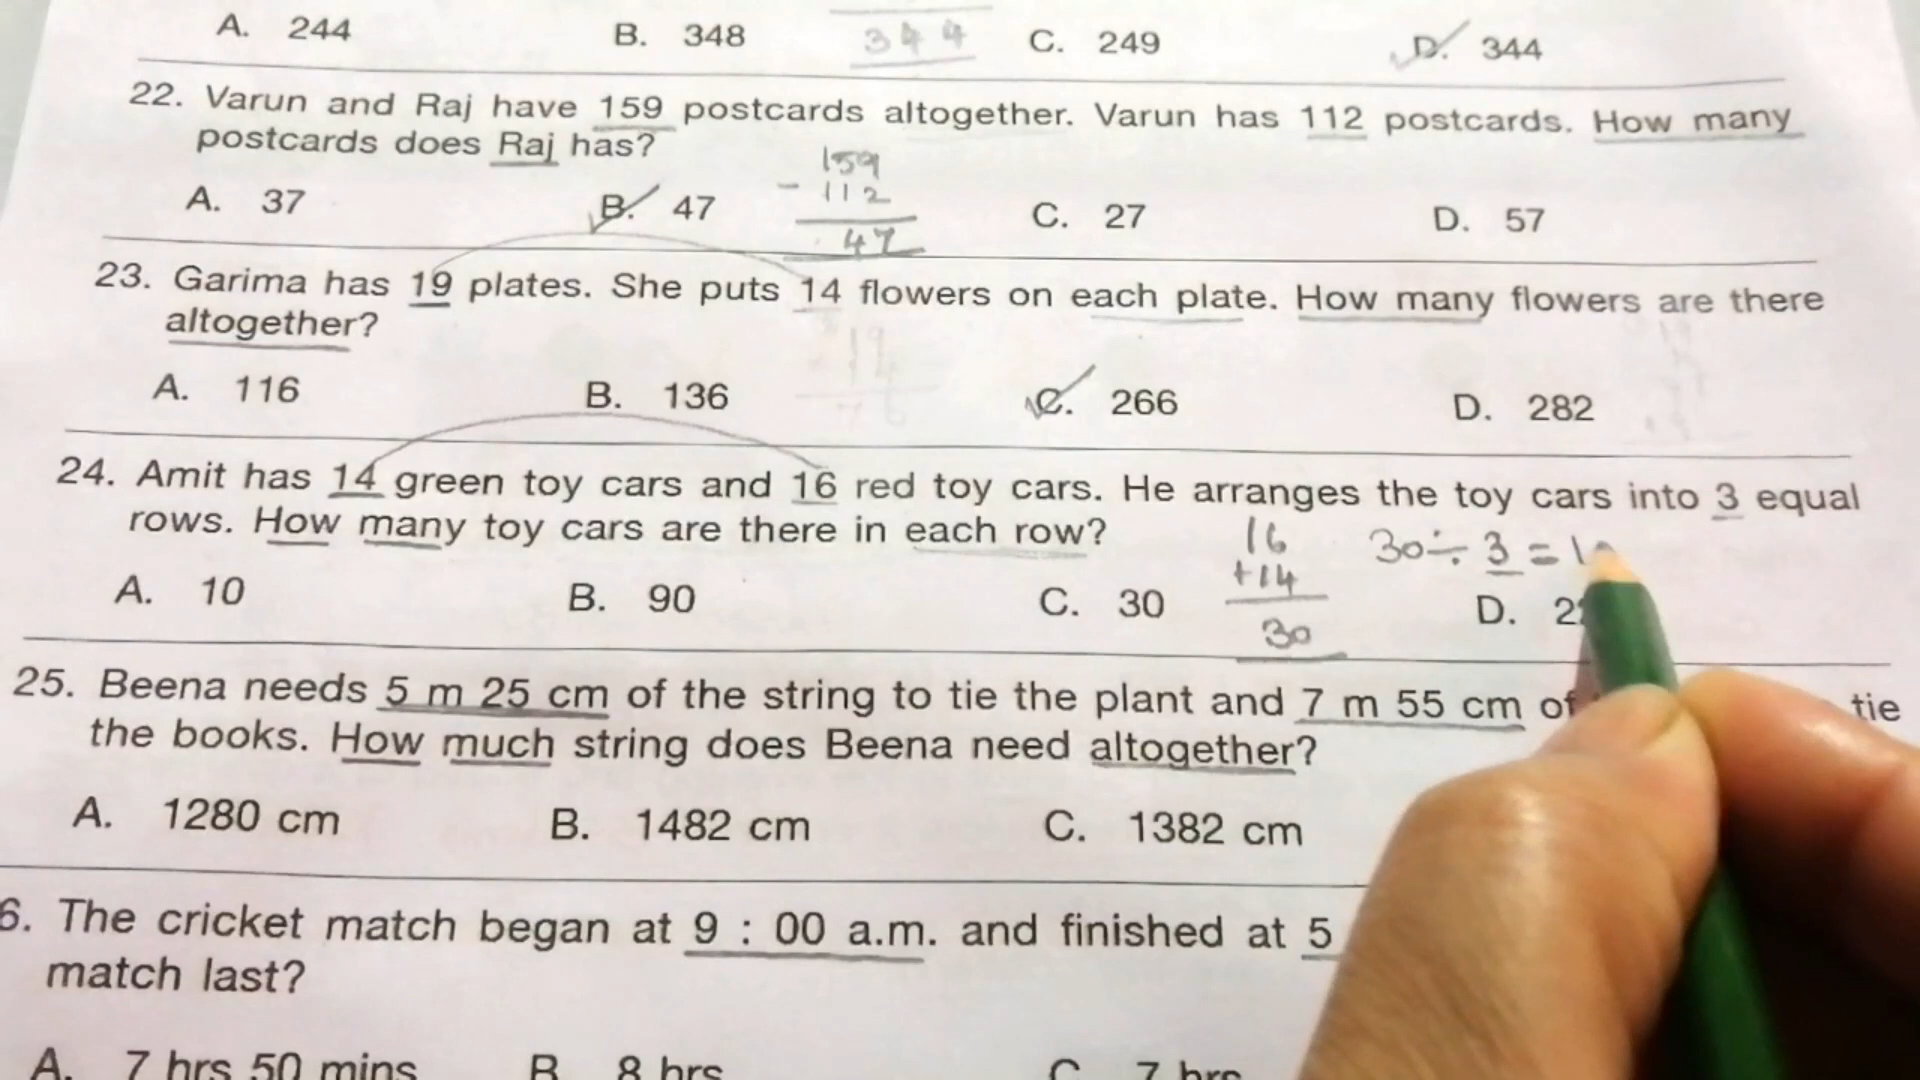 A. 244 B. 348 344 C. 249 D. 344
22. Varun and Raj have 159 postcards altogether. Varun has 112 postcards. How many
postcards does Raj has?
159
- 112
A. 37 B. 47 C. 27 D. 57
47
23. Garima has 19 plates. She puts 14 flowers on each plate. How many flowers are there
altogether?
A. 116 B. 136 C. 266 D. 282
24. Amit has 14 green toy cars and 16 red toy cars. He arranges the toy cars into 3 equal
rows. How many toy cars are there in each row?
16 30 ÷ 3 = 10
+14
A. 10 B. 90 C. 30 D.
30
25. Beena needs 5 m 25 cm of the string to tie the plant and 7 m 55 cm of tie
the books. How much string does Beena need altogether?
A. 1280 cm B. 1482 cm C. 1382 cm
6. The cricket match began at 9 : 00 a.m. and finished at 5
match last?
A. 7 hrs 50 mins B 8 hrs C 7 hrs